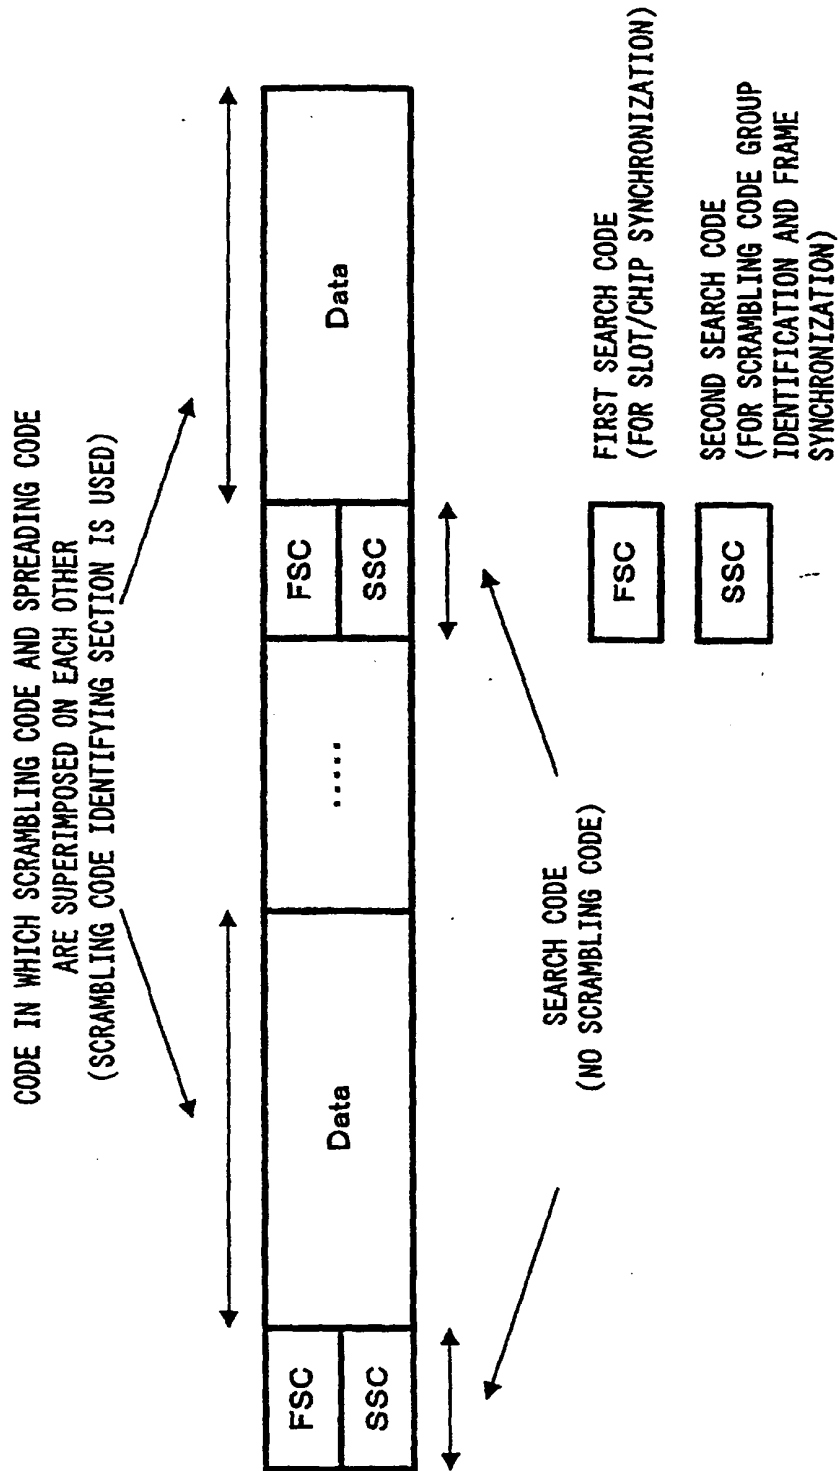 CODE IN WHICH SCRAMBLING CODE AND SPREADING CODE
ARE SUPERIMPOSED ON EACH OTHER
(SCRAMBLING CODE IDENTIFYING SECTION IS USED)
FSC
SSC
Data
.....
FSC
SSC
Data
SEARCH CODE
(NO SCRAMBLING CODE)
FSC
FIRST SEARCH CODE
(FOR SLOT/CHIP SYNCHRONIZATION)
SSC
SECOND SEARCH CODE
(FOR SCRAMBLING CODE GROUP
IDENTIFICATION AND FRAME
SYNCHRONIZATION)